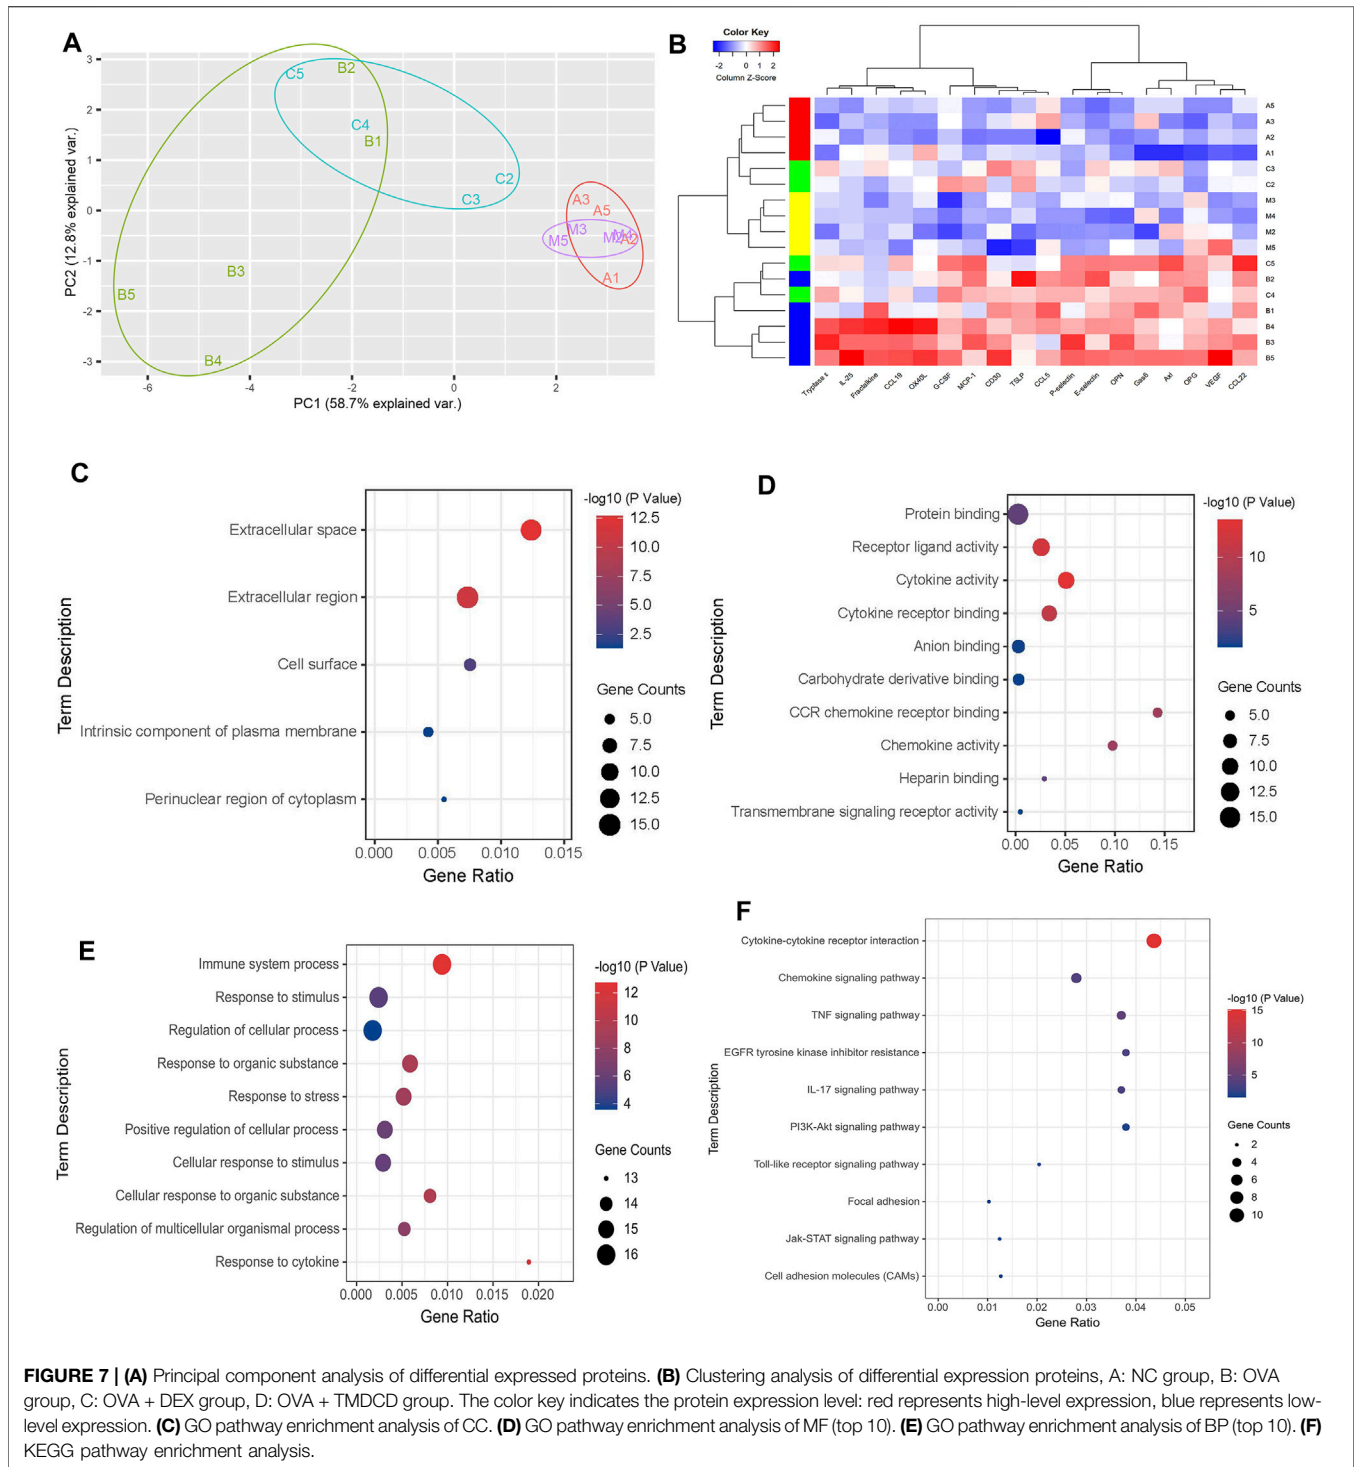 A
PC2 (12.8% explained var.)
3
2
1
0
-1
-2
-3
C5
B2
C4
B1
C2
C3
B3
B5
B4
A3
A5
M3
M5
A2
A1
-6
-4
-2
0
2
PC1 (58.7% explained var.)
B
Color Key
-2
0
2
Column Z-Score
A5
A3
A2
A1
C3
C2
M3
M4
M2
M5
C5
B2
C4
B1
B4
B3
B5
IL-25
Fractalkine
CCL19
OX40L
G-CSF
MCP-1
CD30
TSLP
CCL5
P-selectin
E-selectin
OPN
Gas6
Axl
OPG
VEGF
CCL22
C
Term Description
Extracellular space
Extracellular region
Cell surface
Intrinsic component of plasma membrane
Perinuclear region of cytoplasm
0.000 0.005 0.010 0.015
Gene Ratio
-log10 (P Value)
12.5
10.0
7.5
5.0
2.5
Gene Counts
5.0
7.5
10.0
12.5
15.0
D
Term Description
Protein binding
Receptor ligand activity
Cytokine activity
Cytokine receptor binding
Anion binding
Carbohydrate derivative binding
CCR chemokine receptor binding
Chemokine activity
Heparin binding
Transmembrane signaling receptor activity
0.00 0.05 0.10 0.15
Gene Ratio
-log10 (P Value)
10
5
Gene Counts
5.0
7.5
10.0
12.5
15.0
E
Term Description
Immune system process
Response to stimulus
Regulation of cellular process
Response to organic substance
Response to stress
Positive regulation of cellular process
Cellular response to stimulus
Cellular response to organic substance
Regulation of multicellular organismal process
Response to cytokine
0.000 0.005 0.010 0.015 0.020
Gene Ratio
-log10 (P Value)
12
10
8
6
4
Gene Counts
13
14
15
16
F
Term Description
Cytokine-cytokine receptor interaction
Chemokine signaling pathway
TNF signaling pathway
EGFR tyrosine kinase inhibitor resistance
IL-17 signaling pathway
PI3K-Akt signaling pathway
Toll-like receptor signaling pathway
Focal adhesion
Jak-STAT signaling pathway
Cell adhesion molecules (CAMs)
0.00 0.01 0.02 0.03 0.04 0.05
Gene Ratio
-log10 (P Value)
15
10
5
Gene Counts
2
4
6
8
10
FIGURE 7 | (A) Principal component analysis of differential expressed proteins. (B) Clustering analysis of differential expression proteins, A: NC group, B: OVA
group, C: OVA + DEX group, D: OVA + TMDCD group. The color key indicates the protein expression level: red represents high-level expression, blue represents low-
level expression. (C) GO pathway enrichment analysis of CC. (D) GO pathway enrichment analysis of MF (top 10). (E) GO pathway enrichment analysis of BP (top 10). (F)
KEGG pathway enrichment analysis.